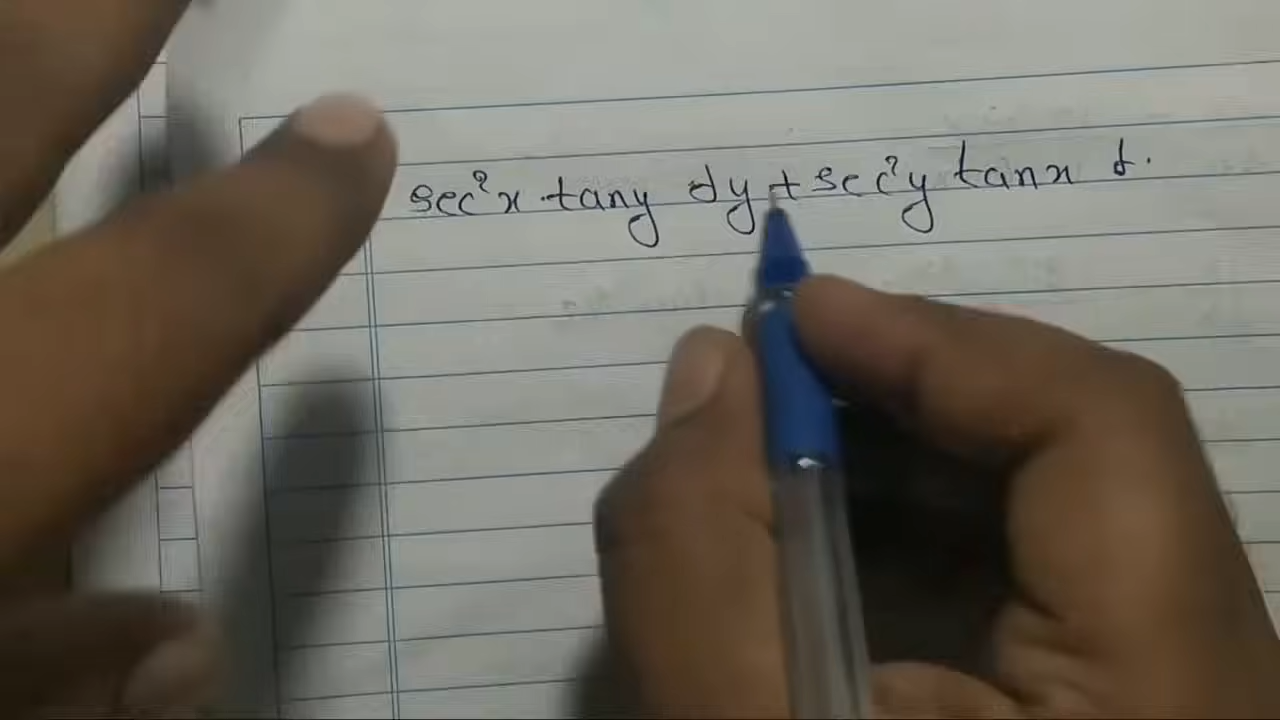 sec²x tany dy + sec²y tanx d